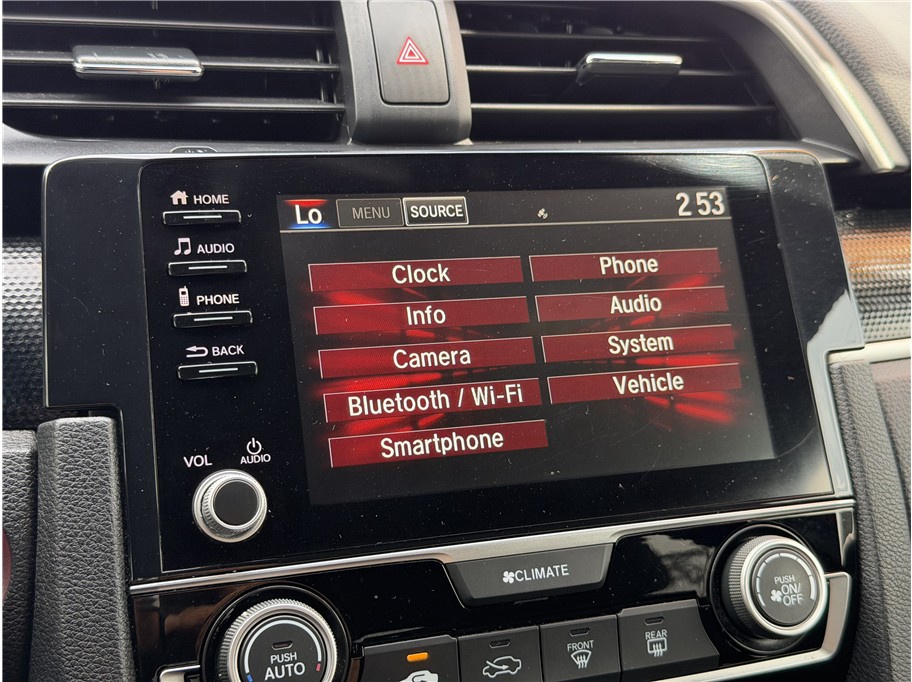 HOME
AUDIO
PHONE
BACK
VOL
AUDIO
Lo MENU SOURCE 2 53
Clock Phone
Info Audio
Camera System
Bluetooth / Wi-Fi Vehicle
Smartphone
CLIMATE
PUSH
AUTO
FRONT
REAR
PUSH
ON/
OFF